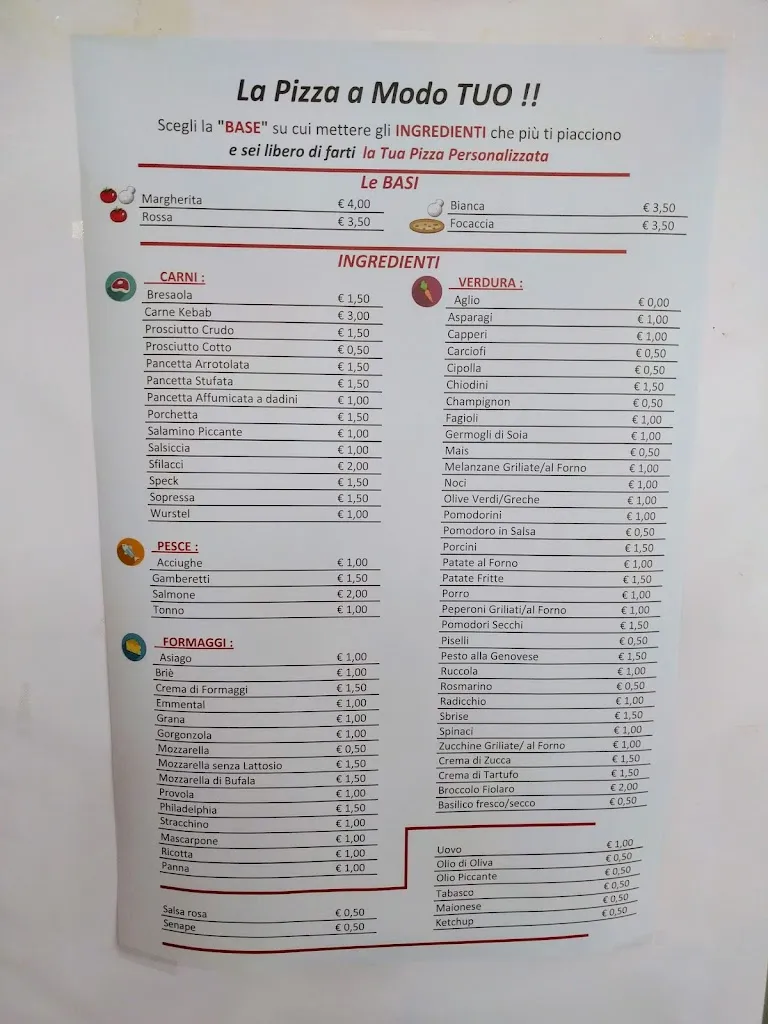 La Pizza a Modo TUO !!
Scegli la "BASE" su cui mettere gli INGREDIENTI che più ti piacciono
e sei libero di farti la Tua Pizza Personalizzata
Le BASI
Margherita € 4,00
Rossa € 3,50
Bianca € 3,50
Focaccia € 3,50
INGREDIENTI
CARNI :
Bresaola € 1,50
Carne Kebab € 3,00
Prosciutto Crudo € 1,50
Prosciutto Cotto € 0,50
Pancetta Arrotolata € 1,50
Pancetta Stufata € 1,50
Pancetta Affumicata a dadini € 1,00
Porchetta € 1,50
Salamino Piccante € 1,00
Salsiccia € 1,00
Sfilacci € 2,00
Speck € 1,50
Sopressa € 1,50
Wurstel € 1,00
PESCE :
Acciughe € 1,00
Gamberetti € 1,50
Salmone € 2,00
Tonno € 1,00
FORMAGGI :
Asiago € 1,00
Briè € 1,00
Crema di Formaggi € 1,50
Emmental € 1,00
Grana € 1,00
Gorgonzola € 1,00
Mozzarella € 0,50
Mozzarella senza Lattosio € 1,50
Mozzarella di Bufala € 1,50
Provola € 1,00
Philadelphia € 1,50
Stracchino € 1,00
Mascarpone € 1,00
Ricotta € 1,00
Panna € 1,00
Salsa rosa € 0,50
Senape € 0,50
VERDURA :
Aglio € 0,00
Asparagi € 1,00
Capperi € 1,00
Carciofi € 0,50
Cipolla € 0,50
Chiodini € 1,50
Champignon € 0,50
Fagioli € 1,00
Germogli di Soia € 1,00
Mais € 0,50
Melanzane Griliate/al Forno € 1,00
Noci € 1,00
Olive Verdi/Greche € 1,00
Pomodorini € 1,00
Pomodoro in Salsa € 0,50
Porcini € 1,50
Patate al Forno € 1,00
Patate Fritte € 1,50
Porro € 1,00
Peperoni Griliati/al Forno € 1,00
Pomodori Secchi € 1,50
Piselli € 0,50
Pesto alla Genovese € 1,50
Ruccola € 1,00
Rosmarino € 0,50
Radicchio € 1,00
Sbrise € 1,50
Spinaci € 1,00
Zucchine Griliate/ al Forno € 1,00
Crema di Zucca € 1,50
Crema di Tartufo € 1,50
Broccolo Fiolaro € 2,00
Basilico fresco/secco € 0,50
Uovo € 1,00
Olio di Oliva € 0,50
Olio Piccante € 0,50
Tabasco € 0,50
Maionese € 0,50
Ketchup € 0,50